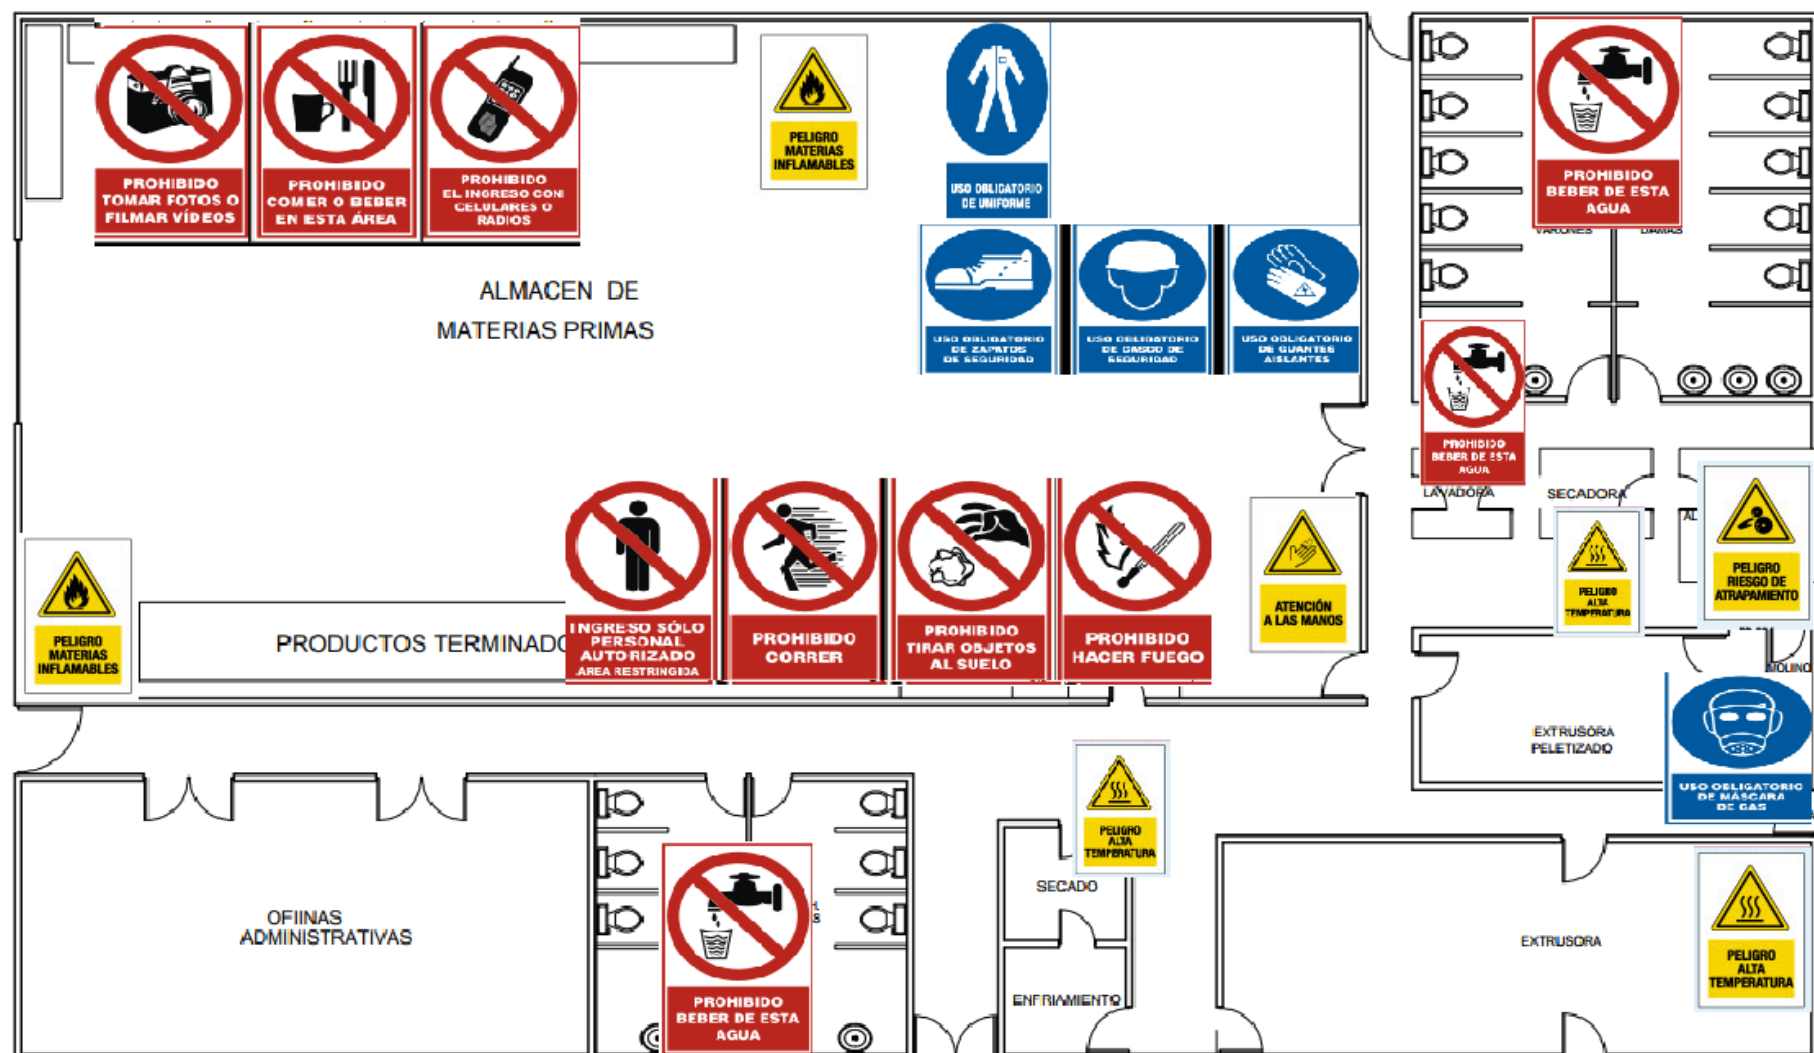 PROHIBIDO
TOMAR FOTOS O
FILMAR VÍDEOS
PROHIBIDO
COMER O BEBER
EN ESTA ÁREA
PROHIBIDO
EL INGRESO CON
CELULARES O
RADIOS
PELIGRO
MATERIAS
INFLAMABLES
USO OBLIGATORIO
DE UNIFORME
PROHIBIDO
BEBER DE ESTA
AGUA
VARONES
DAMAS
USO OBLIGATORIO
DE ZAPATOS
DE SEGURIDAD
USO OBLIGATORIO
DE CASCO DE
SEGURIDAD
USO OBLIGATORIO
DE GUANTES
AISLANTES
ALMACEN DE
MATERIAS PRIMAS
PROHIBIDO
BEBER DE ESTA
AGUA
LAVADORA
SECADORA
PELIGRO
RIESGO DE
ATRAPAMIENTO
PELIGRO
ALTA
TEMPERATURA
PELIGRO
MATERIAS
INFLAMABLES
PRODUCTOS TERMINADO
INGRESO SÓLO
PERSONAL
AUTORIZADO
AREA RESTRINGIDA
PROHIBIDO
CORRER
PROHIBIDO
TIRAR OBJETOS
AL SUELO
PROHIBIDO
HACER FUEGO
ATENCIÓN
A LAS MANOS
MOLINO
EXTRUSORA
PELETIZADO
USO OBLIGATORIO
DE MÁSCARA
DE GAS
PELIGRO
ALTA
TEMPERATURA
SECADO
OFIINAS
ADMINISTRATIVAS
PROHIBIDO
BEBER DE ESTA
AGUA
ENFRIAMIENTO
EXTRUSORA
PELIGRO
ALTA
TEMPERATURA